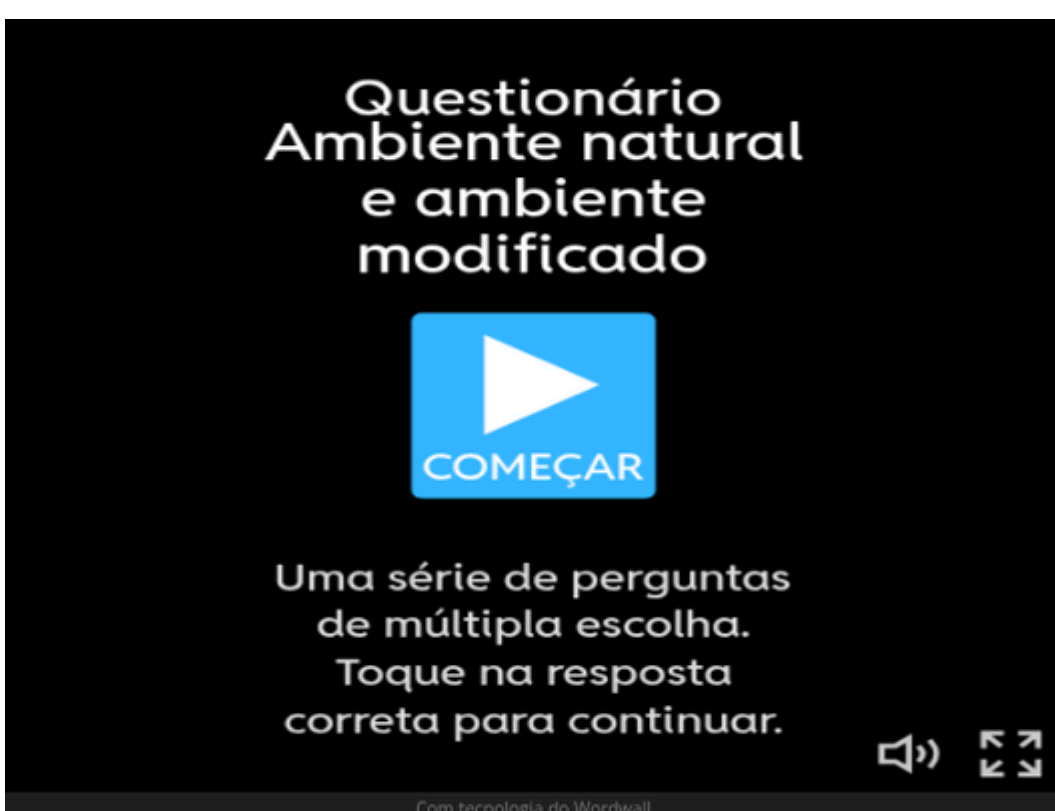 Questionário
Ambiente natural
e ambiente
modificado
COMEÇAR
Uma série de perguntas
de múltipla escolha.
Toque na resposta
correta para continuar.
Com tecnologia do Wordwall